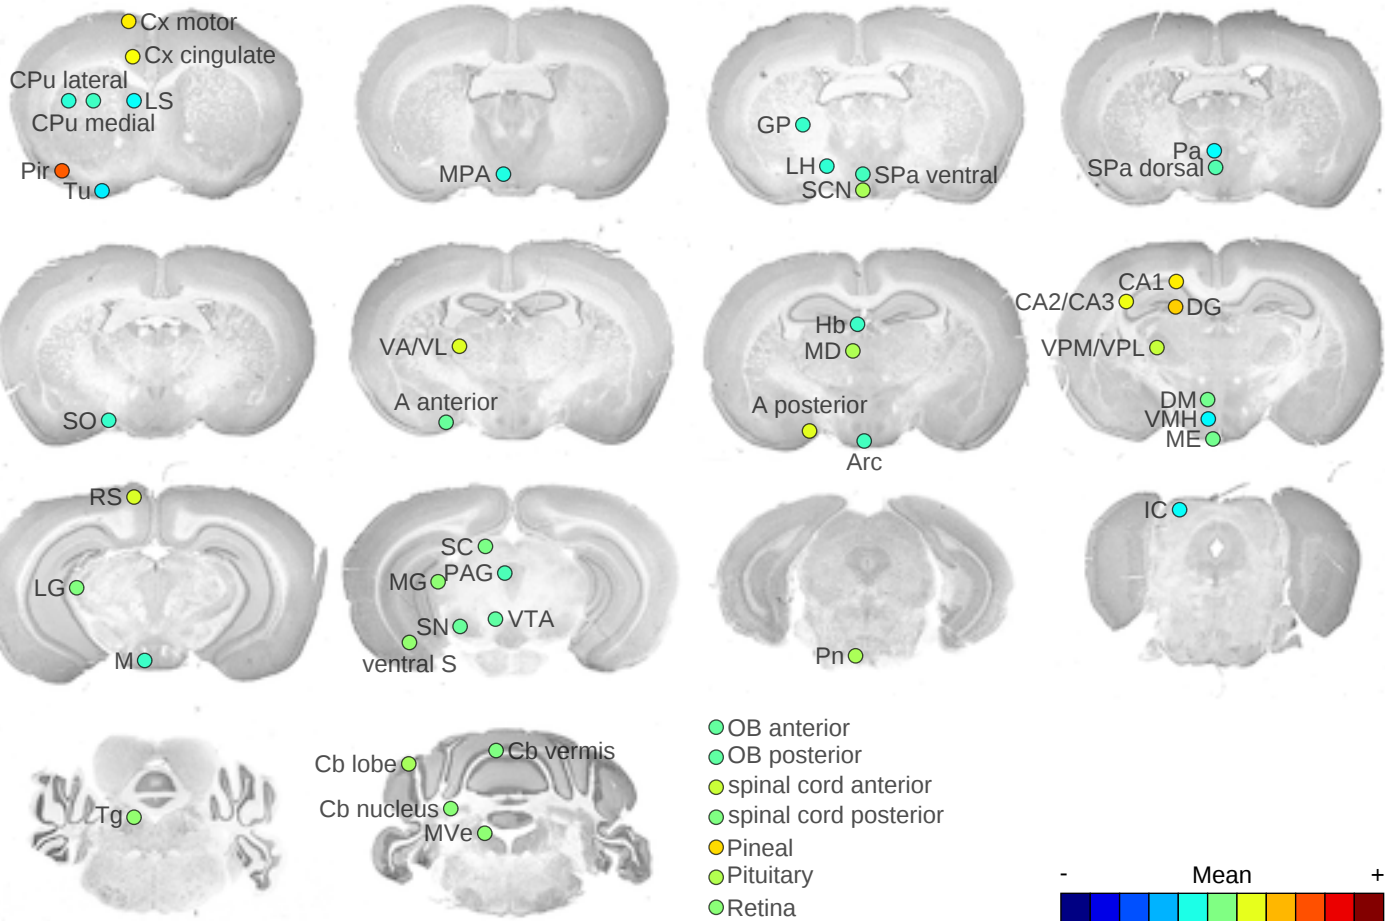 Cx motor
Cx cingulate
CPu lateral
LS
CPu medial
Pir
Tu
MPA
GP
LH
SPa ventral
SCN
Pa
SPa dorsal
SO
VA/VL
A anterior
Hb
MD
A posterior
Arc
CA1
CA2/CA3
DG
VPM/VPL
DM
VMH
ME
RS
LG
M
SC
MG
PAG
SN
VTA
ventral S
Pn
IC
Tg
Cb lobe
Cb vermis
Cb nucleus
MVe
OB anterior
OB posterior
spinal cord anterior
spinal cord posterior
Pineal
Pituitary
Retina
- Mean +